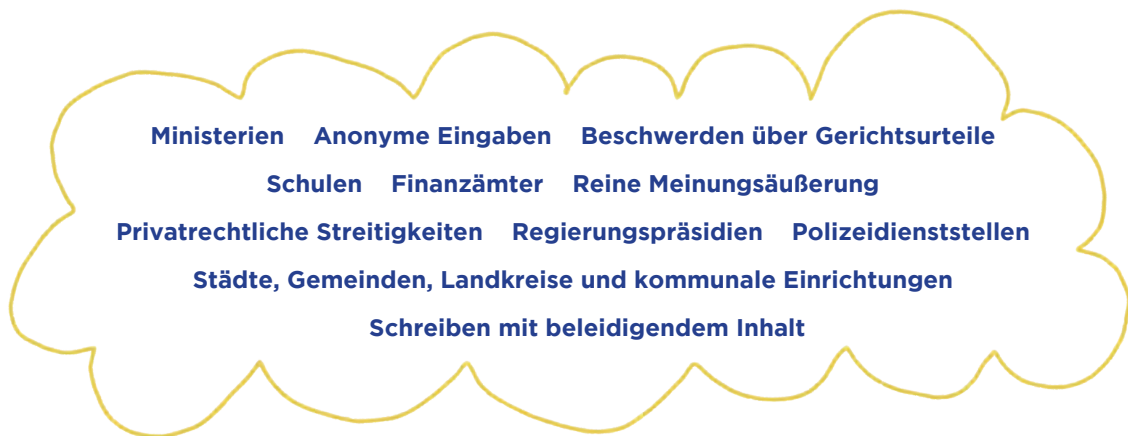 Ministerien Anonyme Eingaben Beschwerden über Gerichtsurteile
Schulen Finanzämter Reine Meinungsäußerung
Privatrechtliche Streitigkeiten Regierungspräsidien Polizeidienststellen
Städte, Gemeinden, Landkreise und kommunale Einrichtungen
Schreiben mit beleidigendem Inhalt